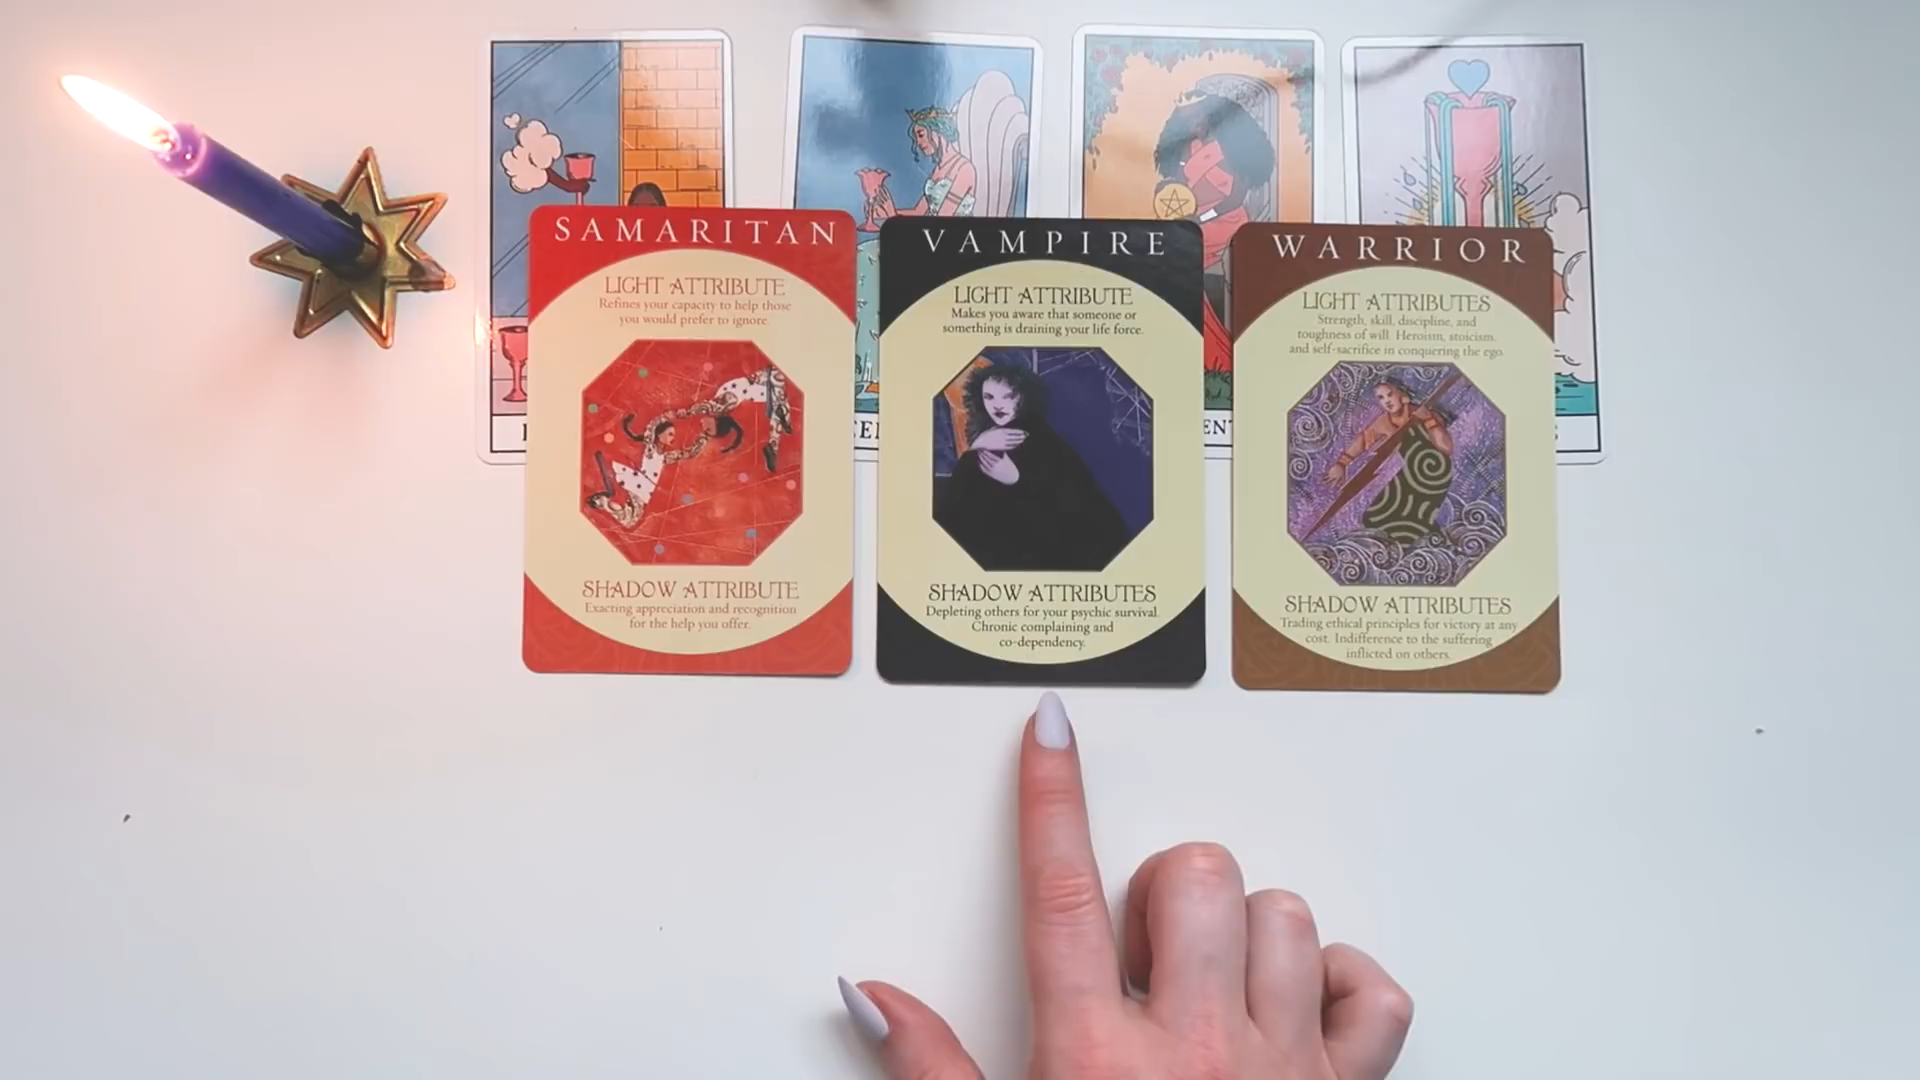 SAMARITAN
LIGHT ATTRIBUTE
Refines your capacity to help those
you would prefer to ignore.
SHADOW ATTRIBUTE
Exacting appreciation and recognition
for the help you offer.
VAMPIRE
LIGHT ATTRIBUTE
Makes you aware that someone or
something is draining your life force.
SHADOW ATTRIBUTES
Depleting others for your psychic survival.
Chronic complaining and
co-dependency.
WARRIOR
LIGHT ATTRIBUTES
Strength, skill, discipline, and
toughness of will. Heroism, stoicism,
and self-sacrifice in conquering the ego.
SHADOW ATTRIBUTES
Trading ethical principles for victory at any
cost. Indifference to the suffering
inflicted on others.